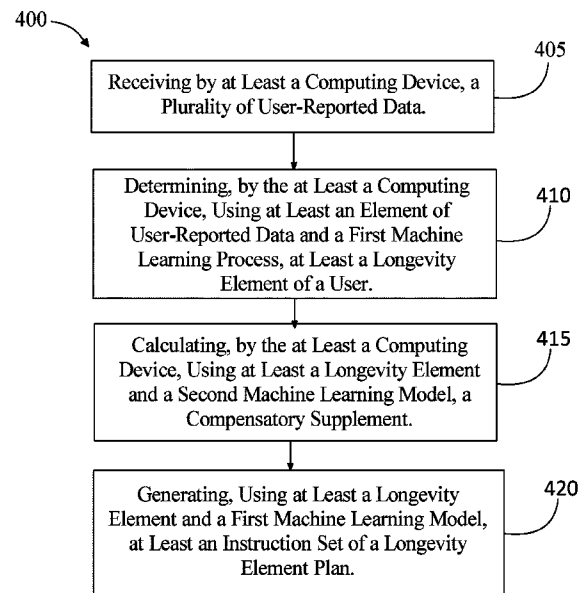 400
Receiving by at Least a Computing Device, a
Plurality of User-Reported Data.
405
Determining, by the at Least a Computing
Device, Using at Least an Element of
User-Reported Data and a First Machine
Learning Process, at Least a Longevity
Element of a User.
410
Calculating, by the at Least a Computing
Device, Using at Least a Longevity Element
and a Second Machine Learning Model, a
Compensatory Supplement.
415
Generating, Using at Least a Longevity
Element and a First Machine Learning Model,
at Least an Instruction Set of a Longevity
Element Plan.
420